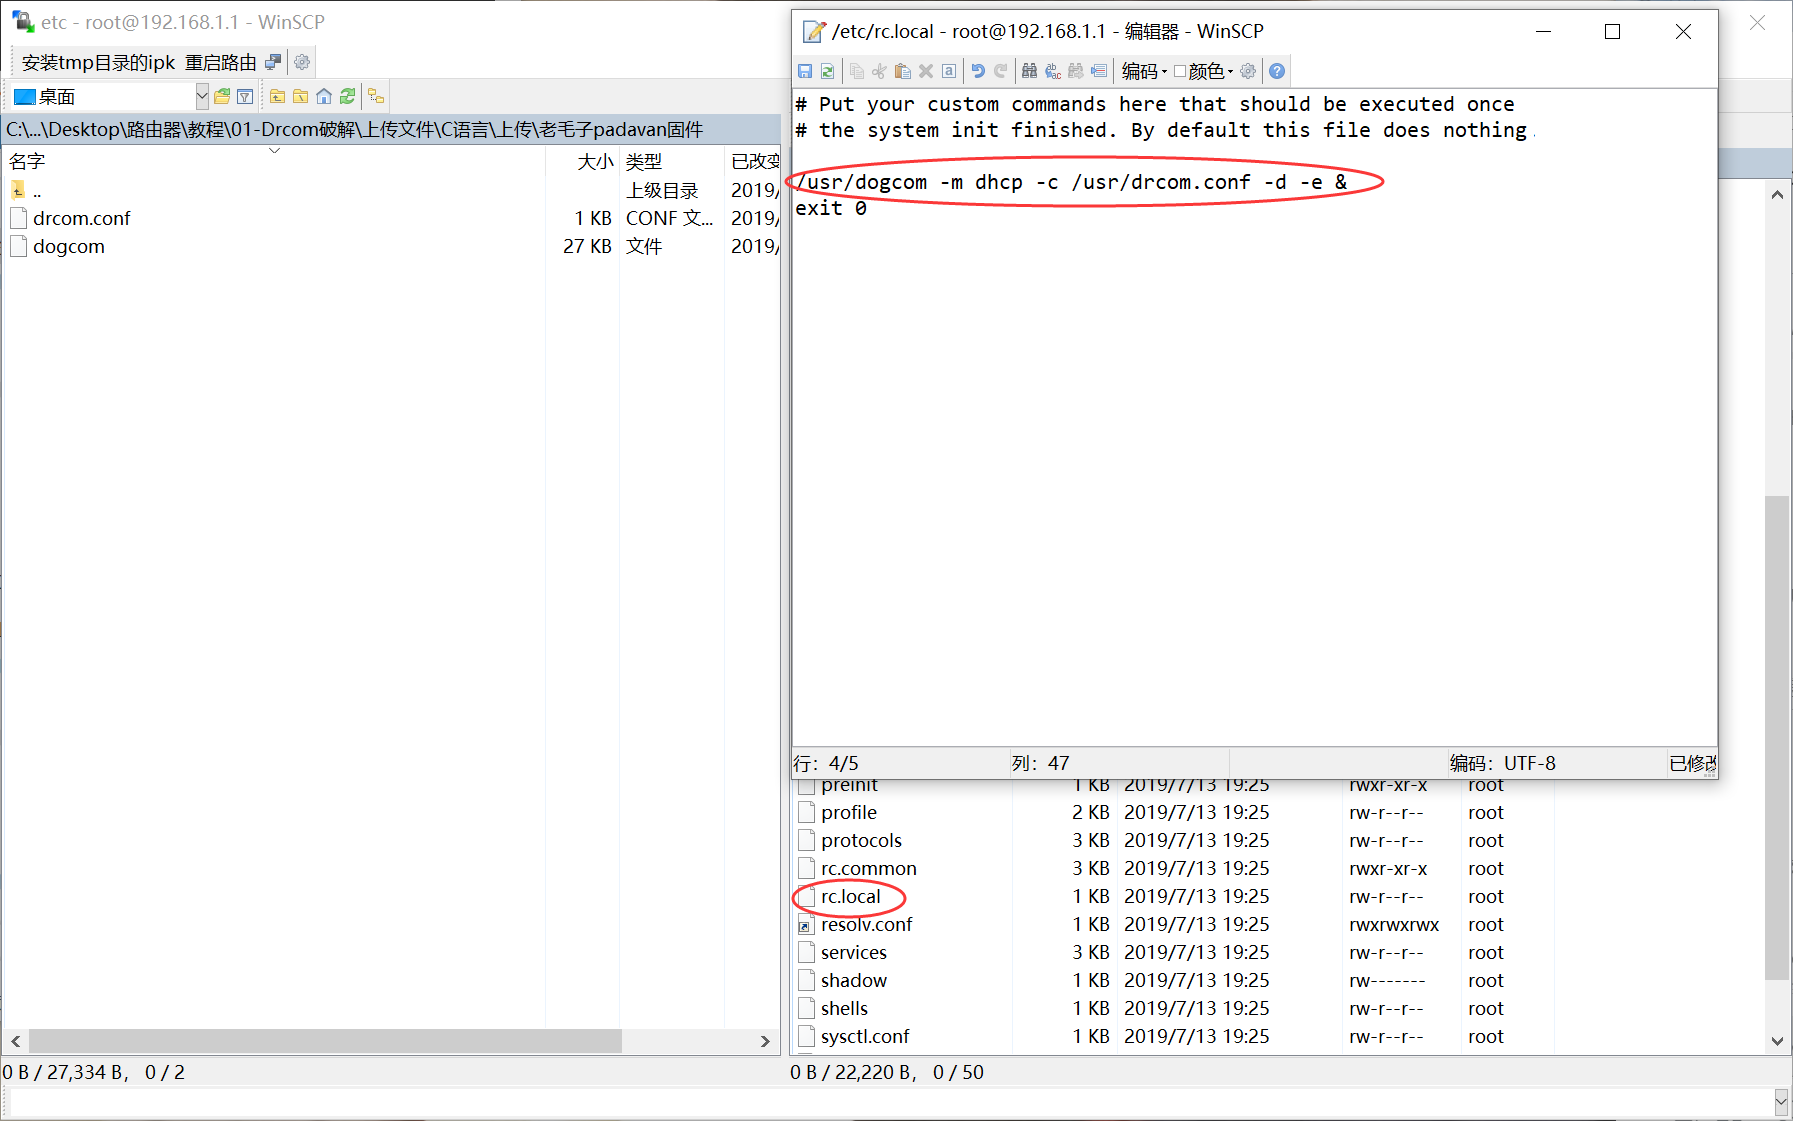 etc - root@192.168.1.1 - WinSCP
安装tmp目录的ipk 重启路由
桌面
C:\...\Desktop\路由器\教程\01-Drcom破解\上传文件\C语言\上传\老毛子padavan固件
名字 大小 类型 已改变
.. 上级目录 2019/
drcom.conf 1 KB CONF 文... 2019/
dogcom 27 KB 文件 2019/
0 B / 27,334 B, 0 / 2
/etc/rc.local - root@192.168.1.1 - 编辑器 - WinSCP
编码 颜色
# Put your custom commands here that should be executed once
# the system init finished. By default this file does nothing.
/usr/dogcom -m dhcp -c /usr/drcom.conf -d -e &
exit 0
行: 4/5 列: 47 编码: UTF-8 已修改
preinit 1 KB 2019/7/13 19:25 rwxr-xr-x root
profile 2 KB 2019/7/13 19:25 rw-r--r-- root
protocols 3 KB 2019/7/13 19:25 rw-r--r-- root
rc.common 3 KB 2019/7/13 19:25 rwxr-xr-x root
rc.local 1 KB 2019/7/13 19:25 rw-r--r-- root
resolv.conf 1 KB 2019/7/13 19:25 rwxrwxrwx root
services 3 KB 2019/7/13 19:25 rw-r--r-- root
shadow 1 KB 2019/7/13 19:25 rw------- root
shells 1 KB 2019/7/13 19:25 rw-r--r-- root
sysctl.conf 1 KB 2019/7/13 19:25 rw-r--r-- root
0 B / 22,220 B, 0 / 50